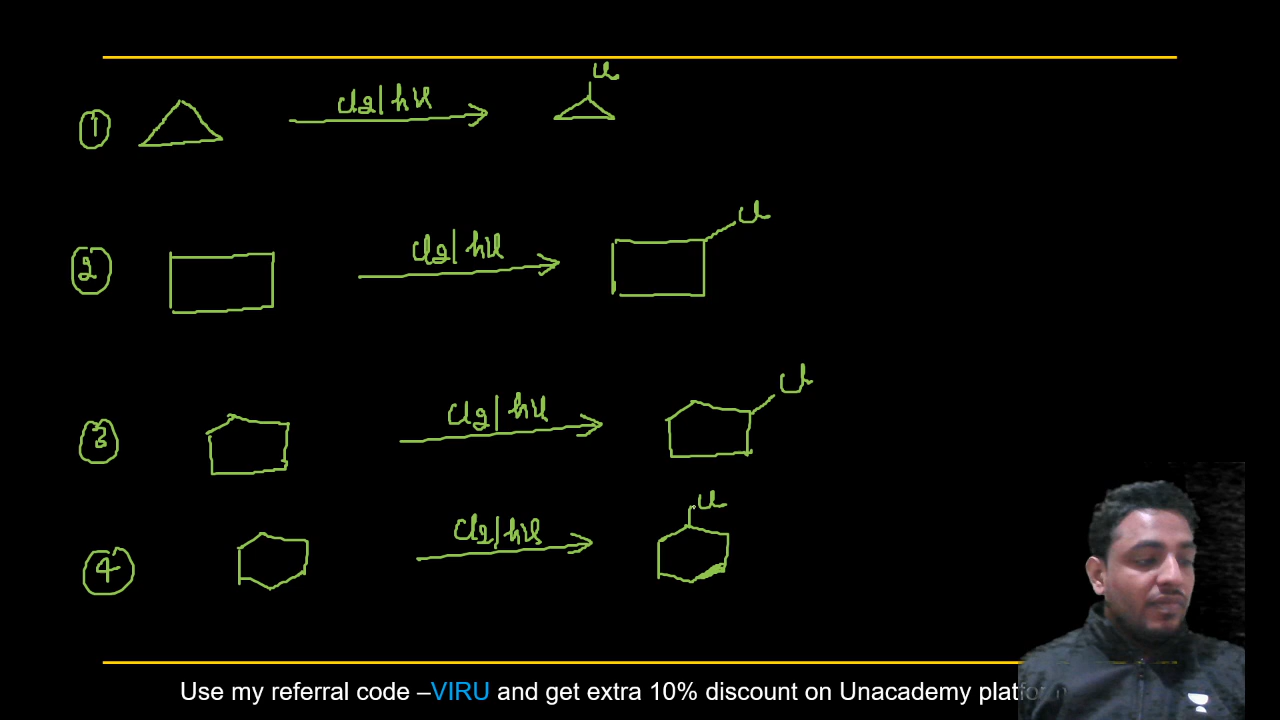 Cl
① Cl2/hν
Cl
② Cl2/hν
Cl
③ Cl2/hν
Cl
④ Cl2/hν
Use my referral code –VIRU and get extra 10% discount on Unacademy platform